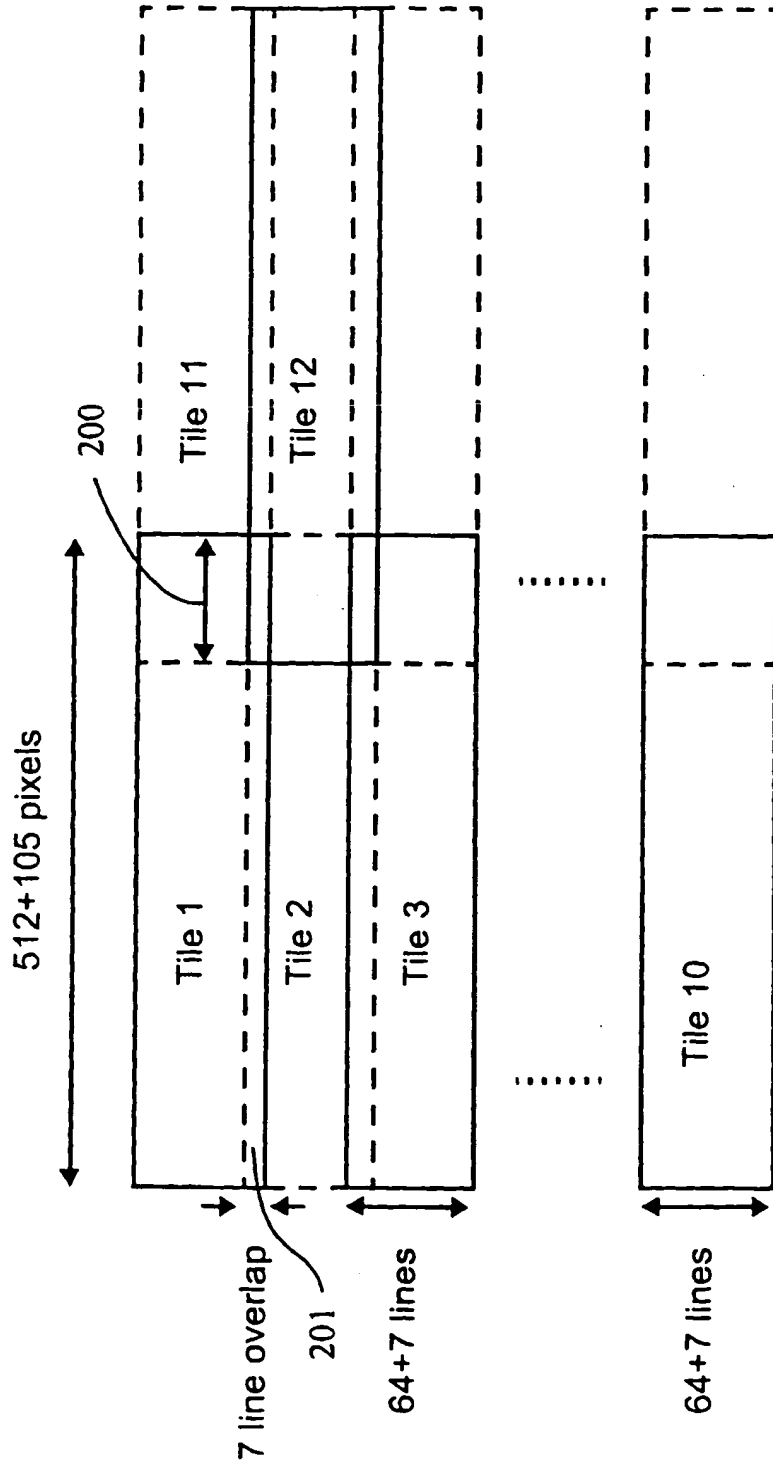 512+105 pixels
200
Tile 1
Tile 11
7 line overlap
201
Tile 2
Tile 12
64+7 lines
Tile 3
64+7 lines
Tile 10